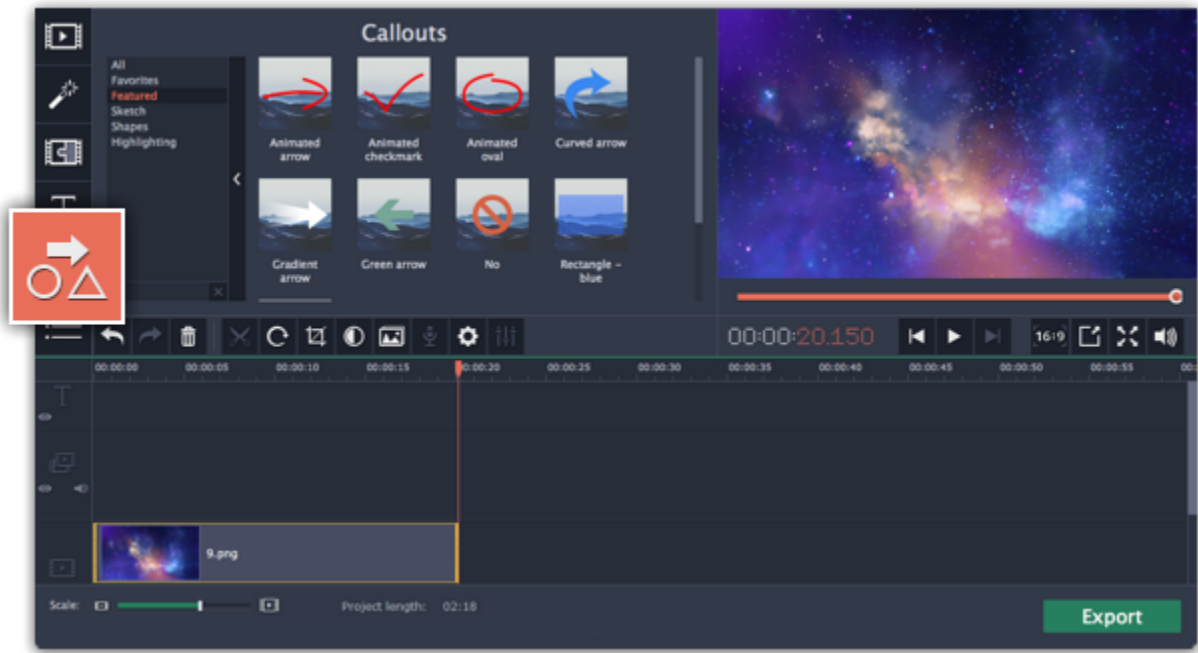 Callouts
All
Favorites
Featured
Sketch
Shapes
Highlighting
Animated
arrow
Animated
checkmark
Animated
oval
Curved arrow
Gradient
arrow
Green arrow
No
Rectangle –
blue
T
00:00:20.150
16:9
00:00:00 00:00:05 00:00:10 00:00:15 00:00:20 00:00:25 00:00:30 00:00:35 00:00:40 00:00:45 00:00:50 00:00:55 00:
T
9.png
Scale:
Project length: 02:18
Export